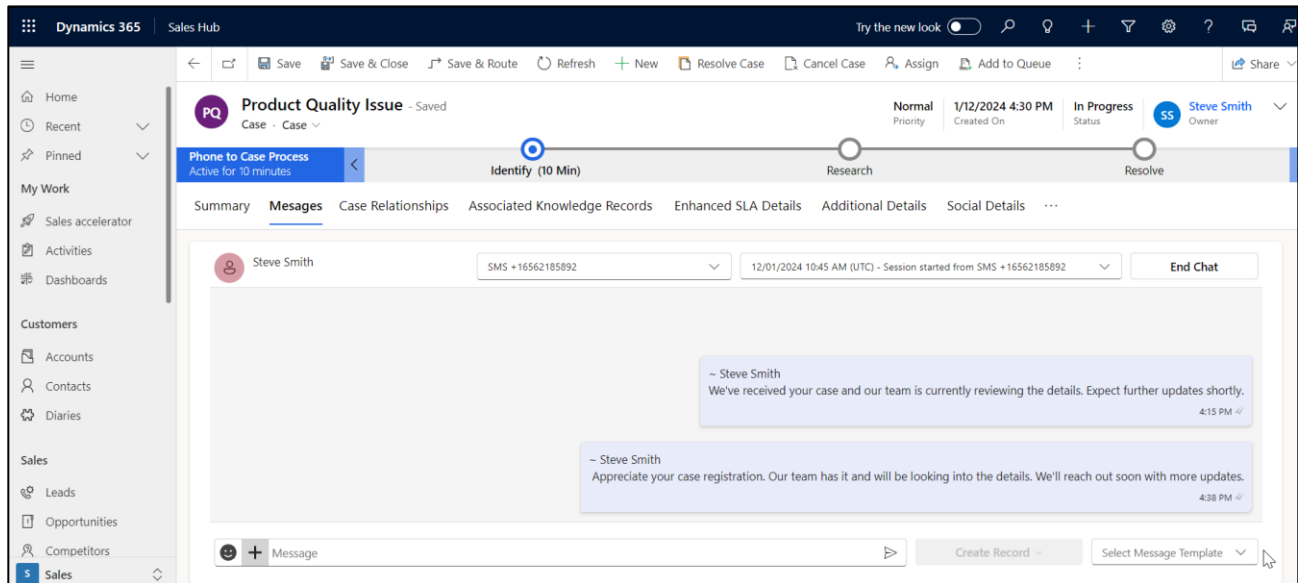 Dynamics 365 Sales Hub Try the new look
Save Save & Close Save & Route Refresh New Resolve Case Cancel Case Assign Add to Queue Share
Home
Recent
Pinned
My Work
Sales accelerator
Activities
Dashboards
Customers
Accounts
Contacts
Diaries
Sales
Leads
Opportunities
Competitors
S Sales
PQ Product Quality Issue - Saved
Case · Case
Normal 1/12/2024 4:30 PM In Progress SS Steve Smith
Priority Created On Status Owner
Phone to Case Process
Active for 10 minutes
Identify (10 Min) Research Resolve
Summary Mesages Case Relationships Associated Knowledge Records Enhanced SLA Details Additional Details Social Details ...
Steve Smith SMS +16562185892 12/01/2024 10:45 AM (UTC) - Session started from SMS +16562185892 End Chat
~ Steve Smith
We've received your case and our team is currently reviewing the details. Expect further updates shortly.
4:15 PM
~ Steve Smith
Appreciate your case registration. Our team has it and will be looking into the details. We'll reach out soon with more updates.
4:38 PM
Message Create Record Select Message Template